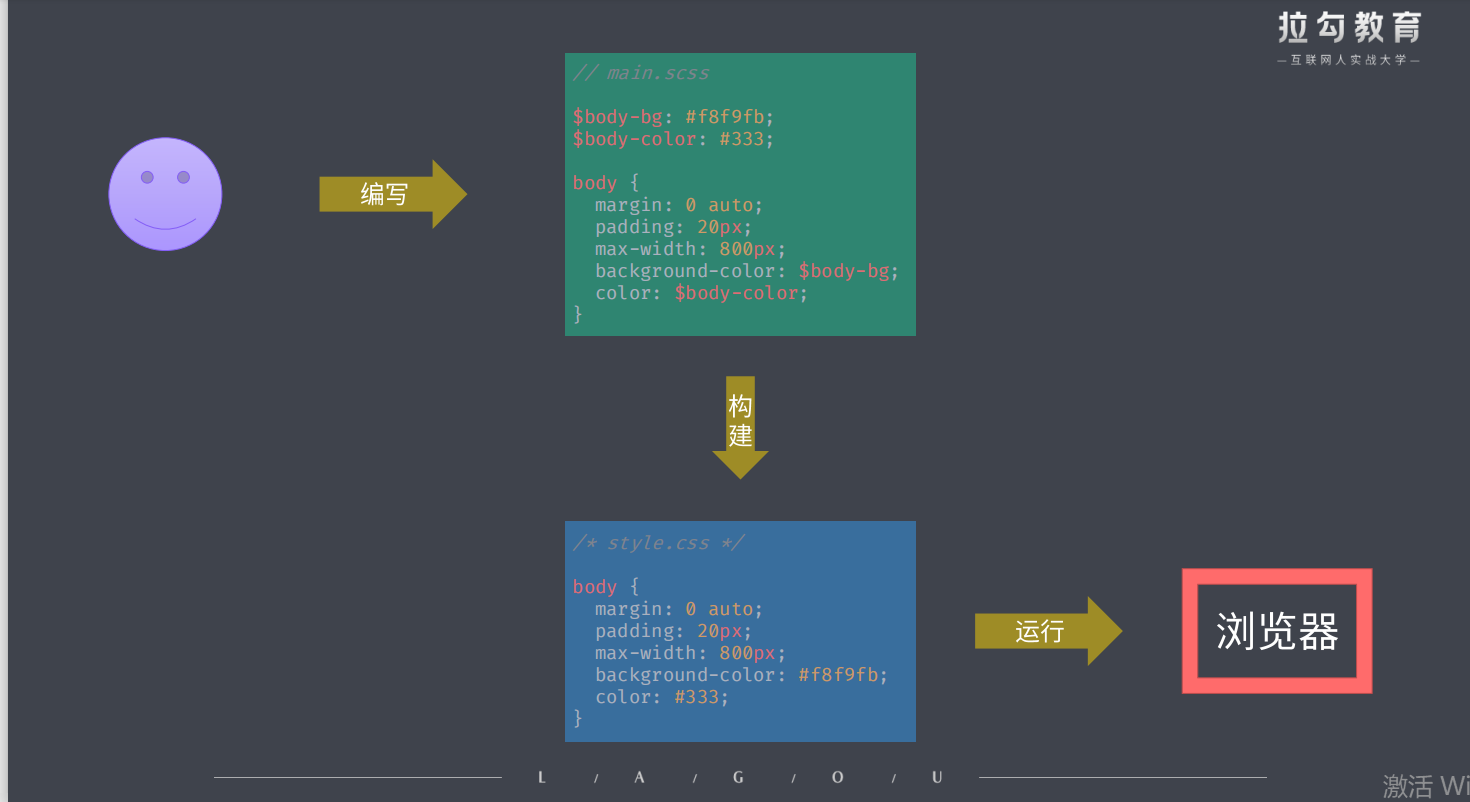 拉勾教育
—互联网人实战大学—
// main.scss
$body-bg: #f8f9fb;
$body-color: #333;
body {
  margin: 0 auto;
  padding: 20px;
  max-width: 800px;
  background-color: $body-bg;
  color: $body-color;
}
编写
构
建
/* style.css */
body {
  margin: 0 auto;
  padding: 20px;
  max-width: 800px;
  background-color: #f8f9fb;
  color: #333;
}
运行
浏览器
L / A / G / O / U
激活 Wi